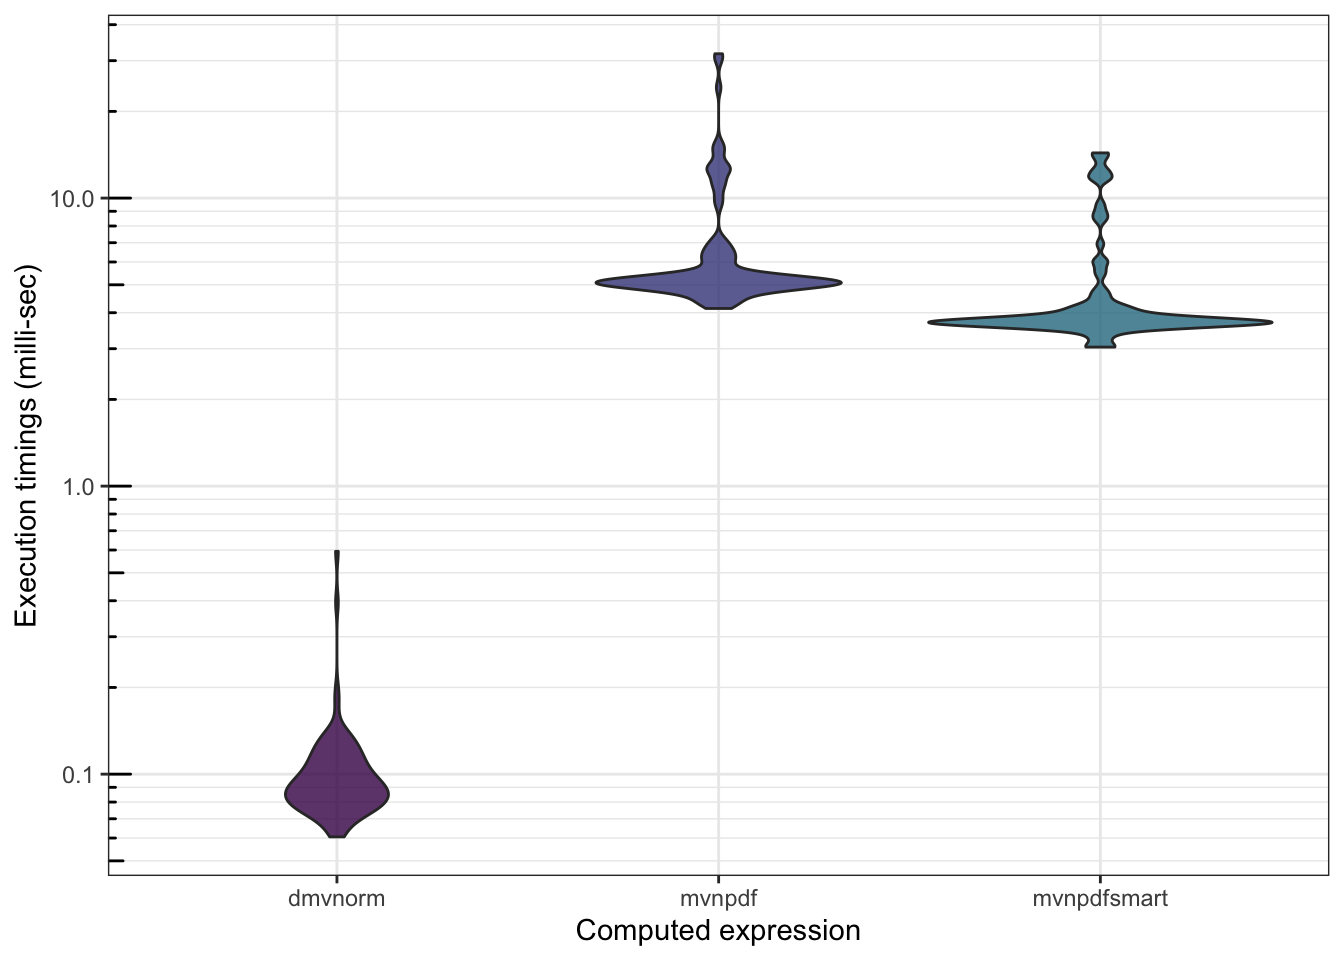 Execution timings (milli-sec)
10.0
1.0
0.1
dmvnorm
mvnpdf
mvnpdfsmart
Computed expression